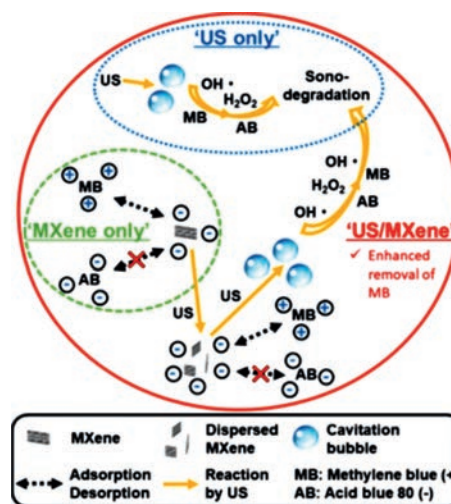 'US only'
US
OH •
H₂O₂
MB
AB
Sono-
degradation
OH •
MB
H₂O₂
AB
OH •
MB
'MXene only'
AB
'US/MXene'
✓ Enhanced
removal of
MB
US
US
MB
AB
MXene
Dispersed
MXene
Cavitation
bubble
Adsorption
Desorption
Reaction
by US
MB: Methylene blue (+
AB: Acid blue 80 (-)